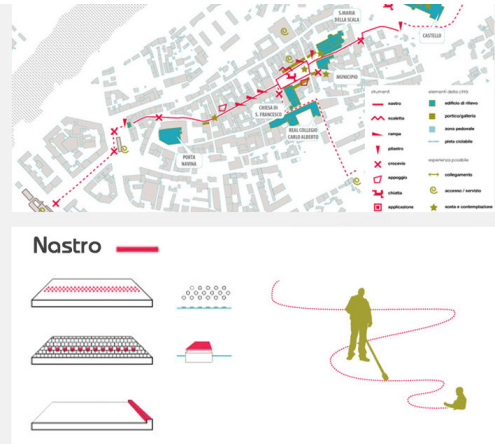 S.MARIA
DELLA SCALA
CASTELLO
MUNICIPIO
CHIESA DI
S. FRANCESCO
REAL COLLEGIO
CARLO ALBERTO
PORTA
NAVINA
strumenti
nastro
scaletta
rampa
pilastro
crocevia
appoggio
chiatta
applicazione
elementi della città
edificio di rilievo
portico/galleria
zona pedonale
pista ciclabile
esperienze possibile
collegamento
accesso / servizio
sosta e contemplazione
Nastro